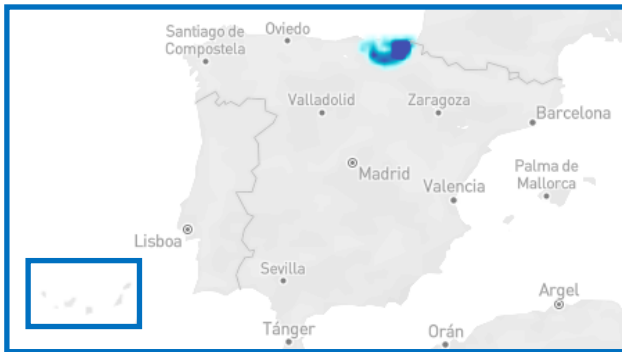 Santiago de
Compostela
Oviedo
Valladolid
Zaragoza
Barcelona
Madrid
Palma de
Mallorca
Valencia
Lisboa
Sevilla
Argel
Tánger
Orán